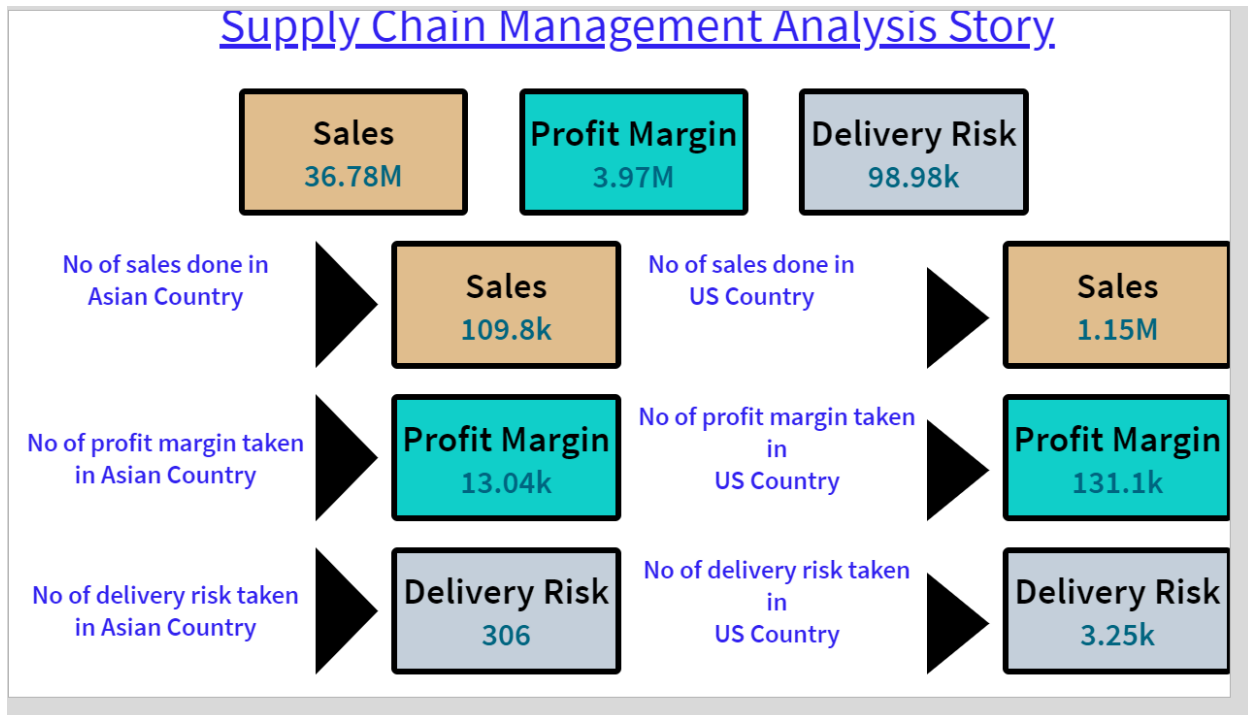 Supply Chain Management Analysis Story
Sales
36.78M
Profit Margin
3.97M
Delivery Risk
98.98k
No of sales done in
Asian Country
Sales
109.8k
No of sales done in
US Country
Sales
1.15M
No of profit margin taken
in Asian Country
Profit Margin
13.04k
No of profit margin taken
in
US Country
Profit Margin
131.1k
No of delivery risk taken
in Asian Country
Delivery Risk
306
No of delivery risk taken
in
US Country
Delivery Risk
3.25k